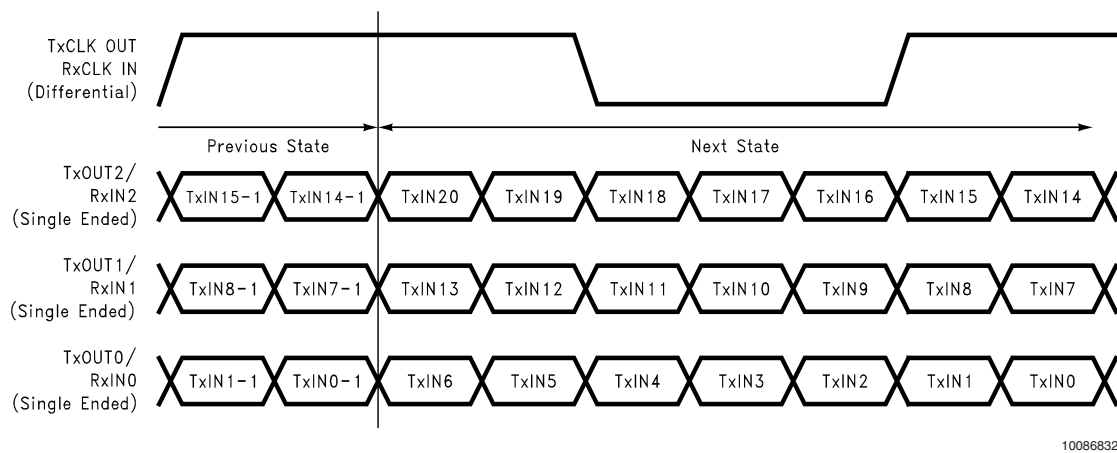 TxCLK OUT
RxCLK IN
(Differential)
Previous State
Next State
TxOUT2/
RxIN2
(Single Ended)
TxIN15-1 TxIN14-1 TxIN20 TxIN19 TxIN18 TxIN17 TxIN16 TxIN15 TxIN14
TxOUT1/
RxIN1
(Single Ended)
TxIN8-1 TxIN7-1 TxIN13 TxIN12 TxIN11 TxIN10 TxIN9 TxIN8 TxIN7
TxOUT0/
RxIN0
(Single Ended)
TxIN1-1 TxIN0-1 TxIN6 TxIN5 TxIN4 TxIN3 TxIN2 TxIN1 TxIN0
10086832